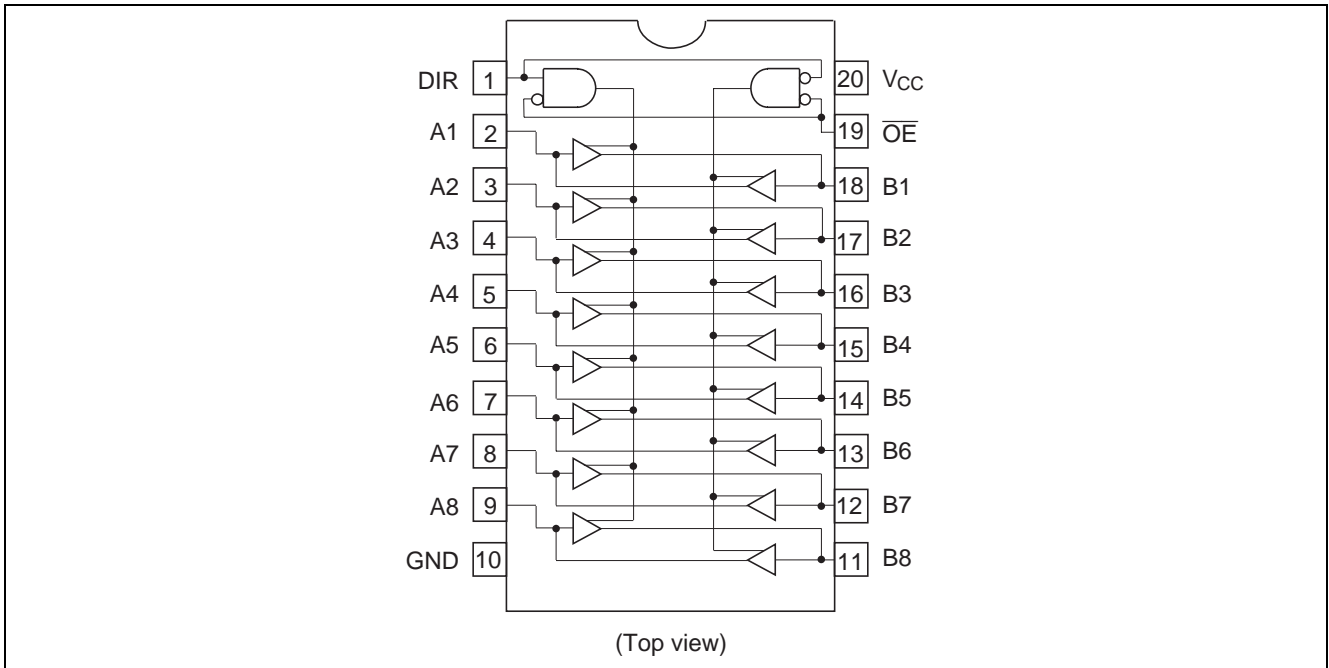 DIR 1 20 VCC
A1 2 19 O̅E̅
A2 3 18 B1
A3 4 17 B2
A4 5 16 B3
A5 6 15 B4
A6 7 14 B5
A7 8 13 B6
A8 9 12 B7
GND 10 11 B8
(Top view)